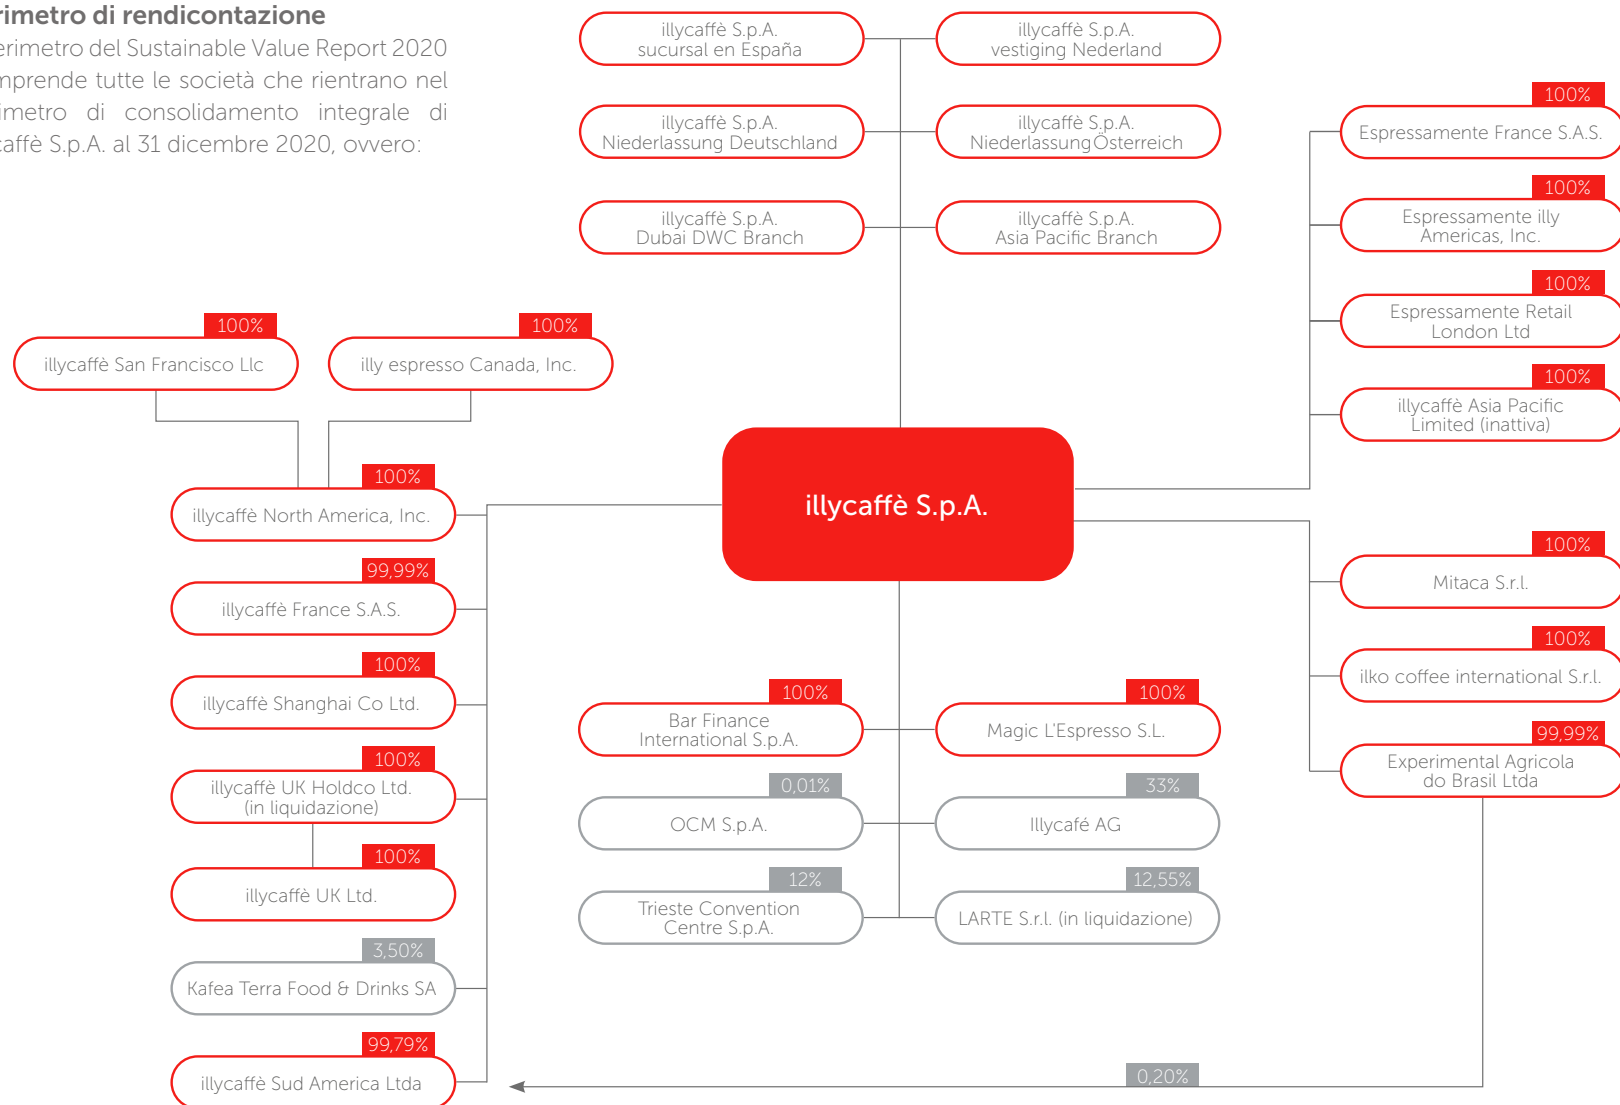 rimetro di rendicontazione
erimetro del Sustainable Value Report 2020
mprende tutte le società che rientrano nel
imetro di consolidamento integrale di
caffè S.p.A. al 31 dicembre 2020, ovvero:
illycaffè S.p.A.
sucursal en España
illycaffè S.p.A.
vestiging Nederland
illycaffè S.p.A.
Niederlassung Deutschland
illycaffè S.p.A.
Niederlassung Österreich
illycaffè S.p.A.
Dubai DWC Branch
illycaffè S.p.A.
Asia Pacific Branch
100%
Espressamente France S.A.S.
100%
Espressamente illy
Americas, Inc.
100%
Espressamente Retail
London Ltd
100%
illycaffè Asia Pacific
Limited (inattiva)
100%
illycaffè San Francisco Llc
100%
illy espresso Canada, Inc.
illycaffè S.p.A.
100%
illycaffè North America, Inc.
99,99%
illycaffè France S.A.S.
100%
illycaffè Shanghai Co Ltd.
100%
illycaffè UK Holdco Ltd.
(in liquidazione)
100%
illycaffè UK Ltd.
3,50%
Kafea Terra Food & Drinks SA
99,79%
illycaffè Sud America Ltda
100%
Bar Finance
International S.p.A.
100%
Magic L'Espresso S.L.
0,01%
OCM S.p.A.
33%
Illycafé AG
12%
Trieste Convention
Centre S.p.A.
12,55%
LARTE S.r.l. (in liquidazione)
100%
Mitaca S.r.l.
100%
ilko coffee international S.r.l.
99,99%
Experimental Agricola
do Brasil Ltda
0,20%